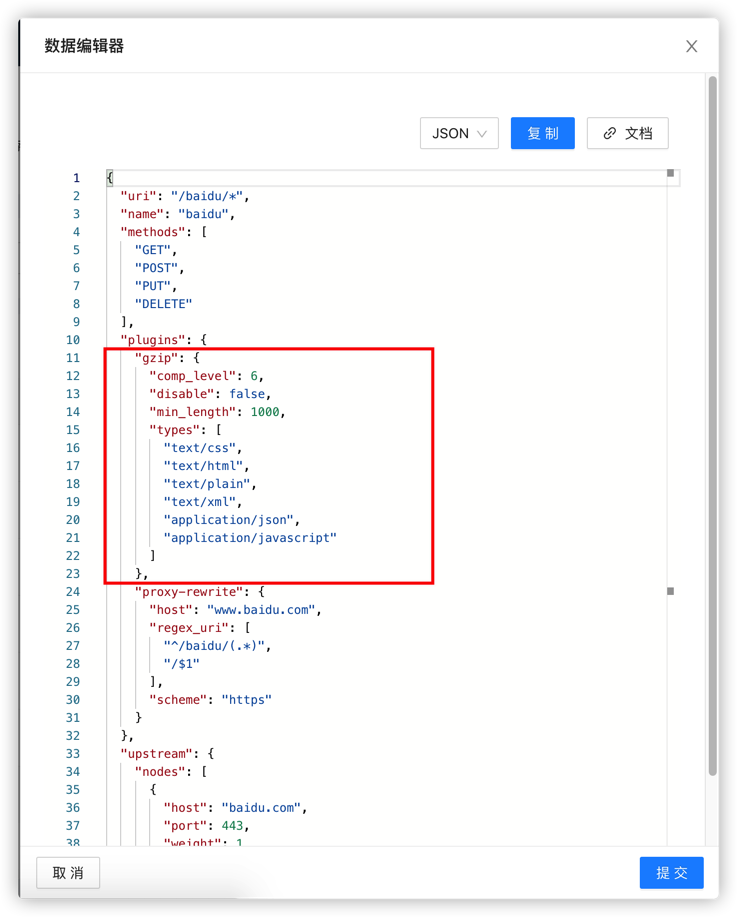 数据编辑器
JSON 复 制 文档
1 {
2 "uri": "/baidu/*",
3 "name": "baidu",
4 "methods": [
5 "GET",
6 "POST",
7 "PUT",
8 "DELETE"
9 ],
10 "plugins": {
11 "gzip": {
12 "comp_level": 6,
13 "disable": false,
14 "min_length": 1000,
15 "types": [
16 "text/css",
17 "text/html",
18 "text/plain",
19 "text/xml",
20 "application/json",
21 "application/javascript"
22 ]
23 },
24 "proxy-rewrite": {
25 "host": "www.baidu.com",
26 "regex_uri": [
27 "^/baidu/(.*)",
28 "/$1"
29 ],
30 "scheme": "https"
31 }
32 },
33 "upstream": {
34 "nodes": [
35 {
36 "host": "baidu.com",
37 "port": 443,
38 "weight": 1
取 消 提 交